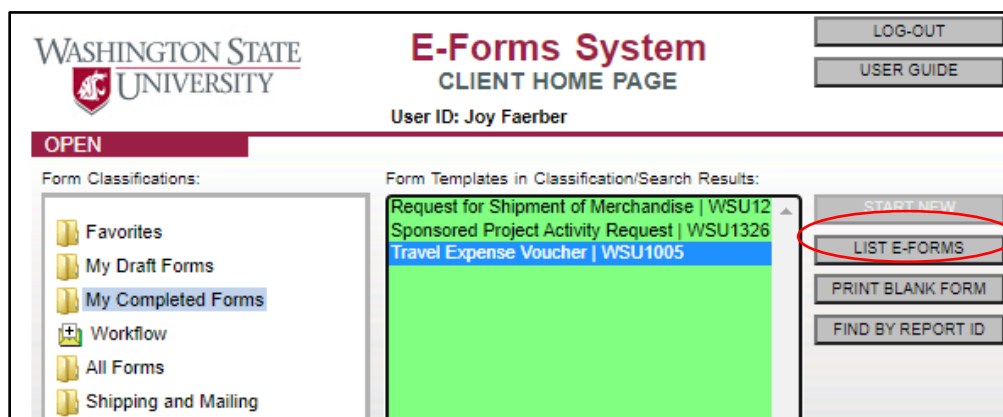 WASHINGTON STATE
UNIVERSITY
E-Forms System
CLIENT HOME PAGE
User ID: Joy Faerber
LOG-OUT
USER GUIDE
OPEN
Form Classifications:
Favorites
My Draft Forms
My Completed Forms
Workflow
All Forms
Shipping and Mailing
Form Templates in Classification/Search Results:
Request for Shipment of Merchandise | WSU12
Sponsored Project Activity Request | WSU1326
Travel Expense Voucher | WSU1005
START NEW
LIST E-FORMS
PRINT BLANK FORM
FIND BY REPORT ID